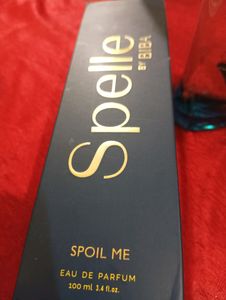 Spelle
BY BIBA
SPOIL ME
EAU DE PARFUM
100 ml 3.4 fl.oz.